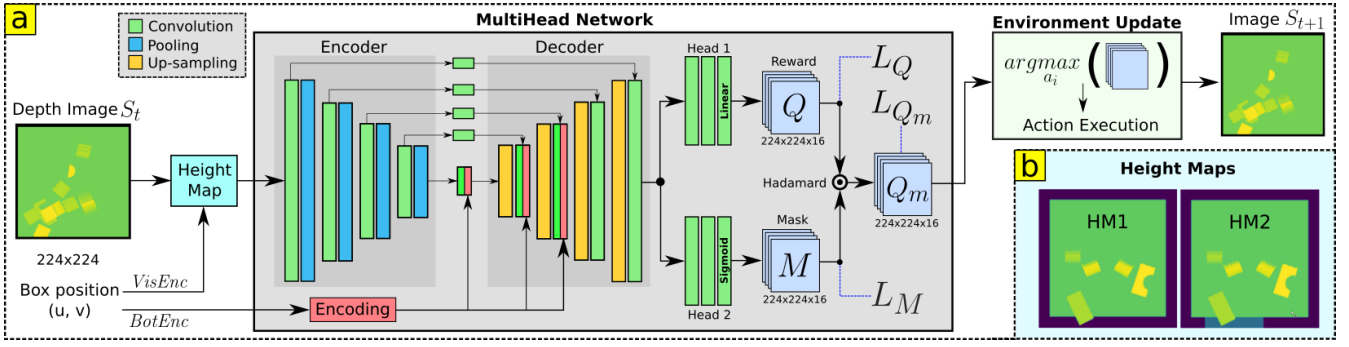 a
MultiHead Network
Convolution
Pooling
Up-sampling
Encoder
Decoder
Depth Image S_t
224x224
Height
Map
Box position
(u, v)
VisEnc
BotEnc
Encoding
Head 1
Linear
Reward
Q
224x224x16
Head 2
Sigmoid
Mask
M
224x224x16
L_Q
L_{Q_m}
L_M
Hadamard
Q_m
224x224x16
Environment Update
argmax
a_i
( )
Action Execution
Image S_{t+1}
b
Height Maps
HM1
HM2